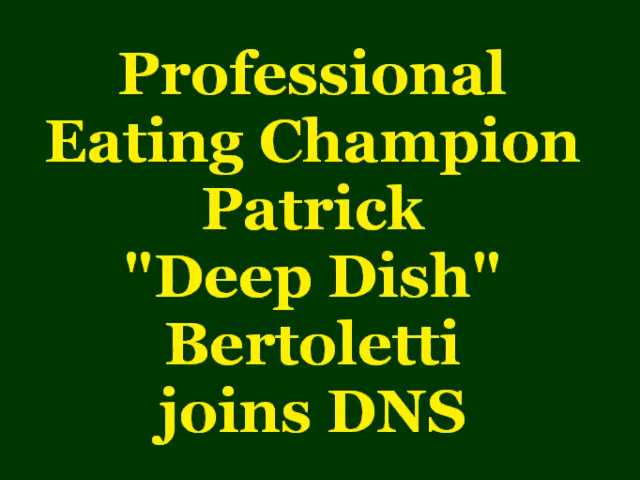 Professional
Eating Champion
Patrick
"Deep Dish"
Bertoletti
joins DNS